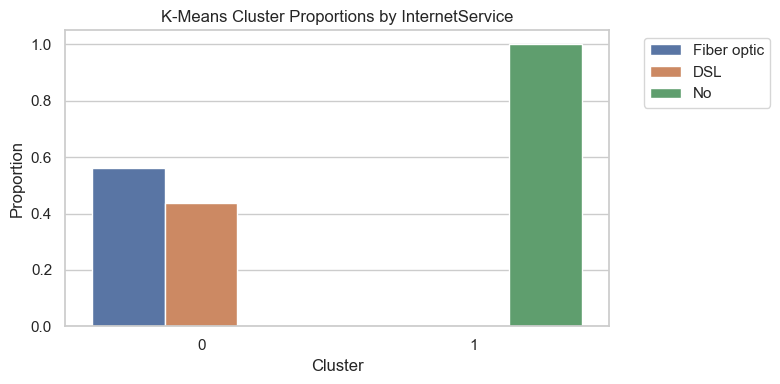 K-Means Cluster Proportions by InternetService
Fiber optic
DSL
No
Proportion
1.0
0.8
0.6
0.4
0.2
0.0
0
1
Cluster